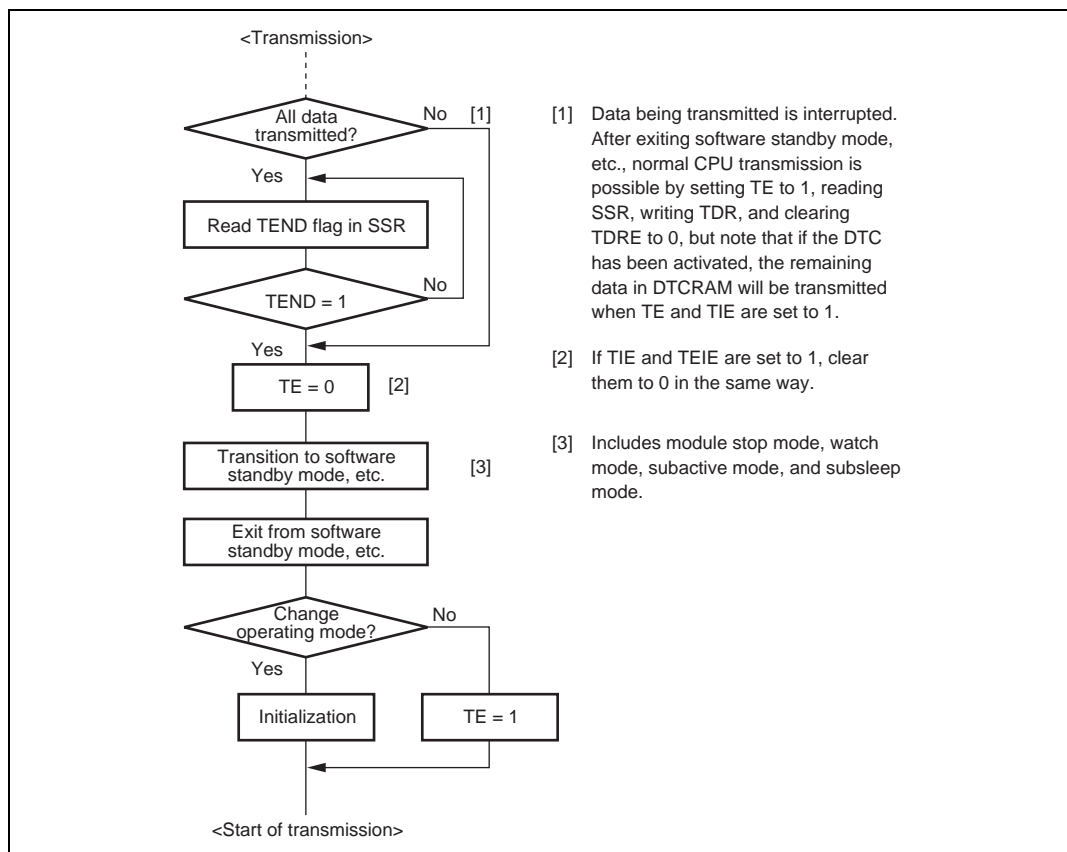 <Transmission>
All data
transmitted?
No [1]
Yes
Read TEND flag in SSR
TEND = 1
No
Yes
TE = 0
[2]
Transition to software
standby mode, etc.
[3]
Exit from software
standby mode, etc.
Change
operating mode?
No
Yes
Initialization
TE = 1
<Start of transmission>
[1] Data being transmitted is interrupted.
After exiting software standby mode,
etc., normal CPU transmission is
possible by setting TE to 1, reading
SSR, writing TDR, and clearing
TDRE to 0, but note that if the DTC
has been activated, the remaining
data in DTCRAM will be transmitted
when TE and TIE are set to 1.
[2] If TIE and TEIE are set to 1, clear
them to 0 in the same way.
[3] Includes module stop mode, watch
mode, subactive mode, and subsleep
mode.